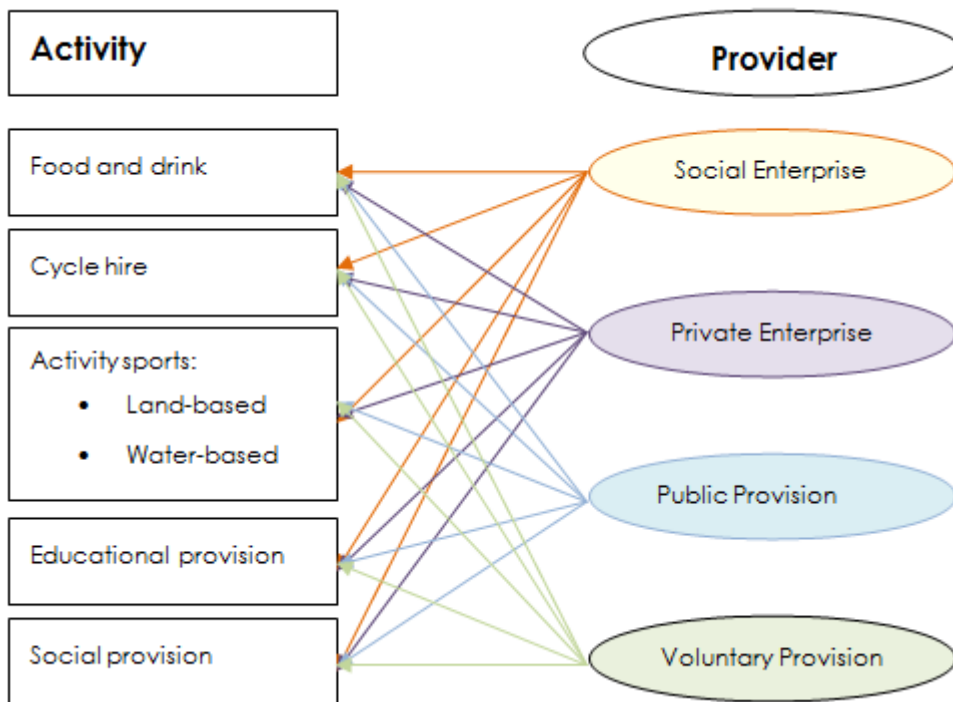 Activity
Provider
Food and drink
Social Enterprise
Cycle hire
Private Enterprise
Activity sports:
• Land-based
• Water-based
Public Provision
Educational provision
Social provision
Voluntary Provision